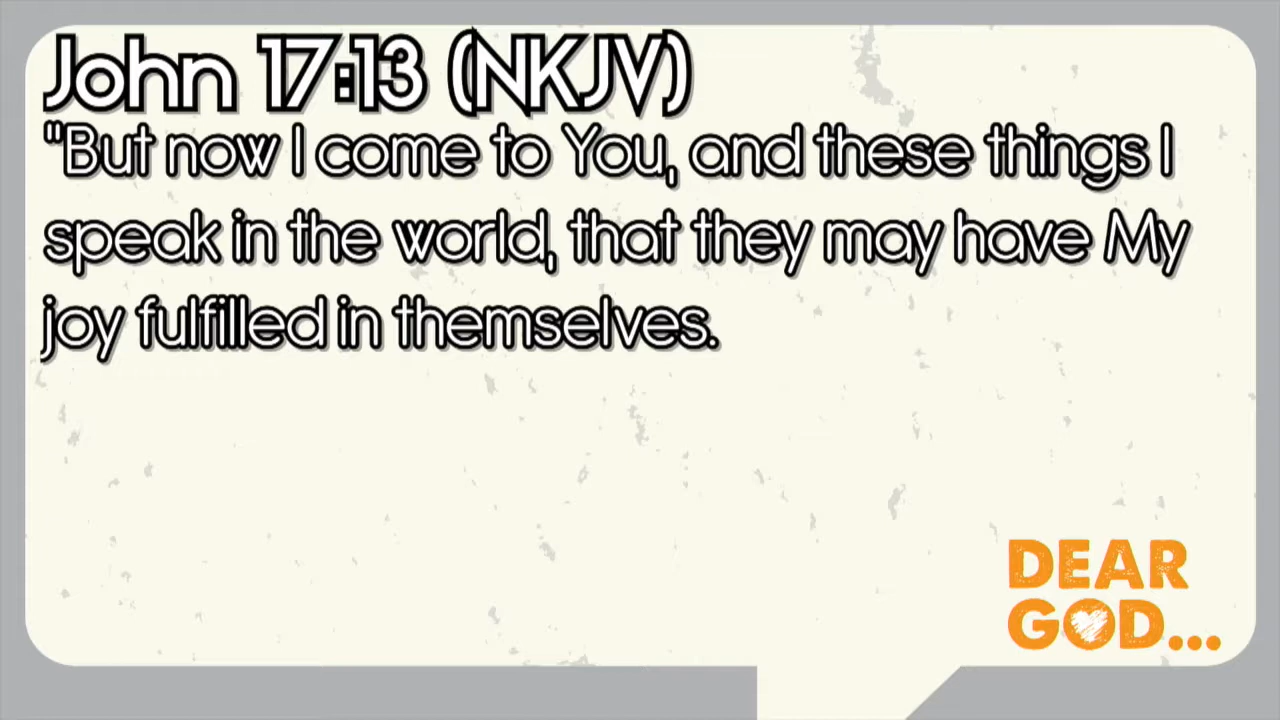 John 17:13 (NKJV)
"But now I come to You, and these things I
speak in the world, that they may have My
joy fulfilled in themselves.
DEAR
GOD...